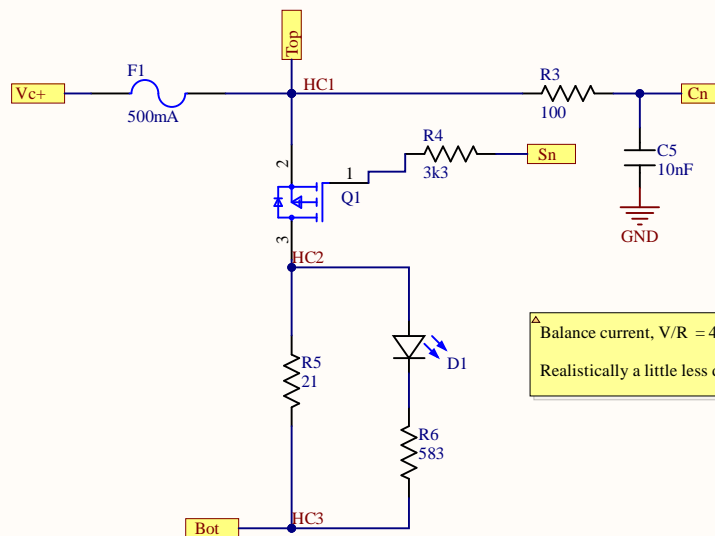 Top
F1
Vc+
500mA
HC1
R3
100
Cn
C5
10nF
GND
R4
3k3
Sn
2
1
Q1
3
HC2
Balance current, V/R = 4
Realistically a little less
R5
21
D1
R6
583
HC3
Bot